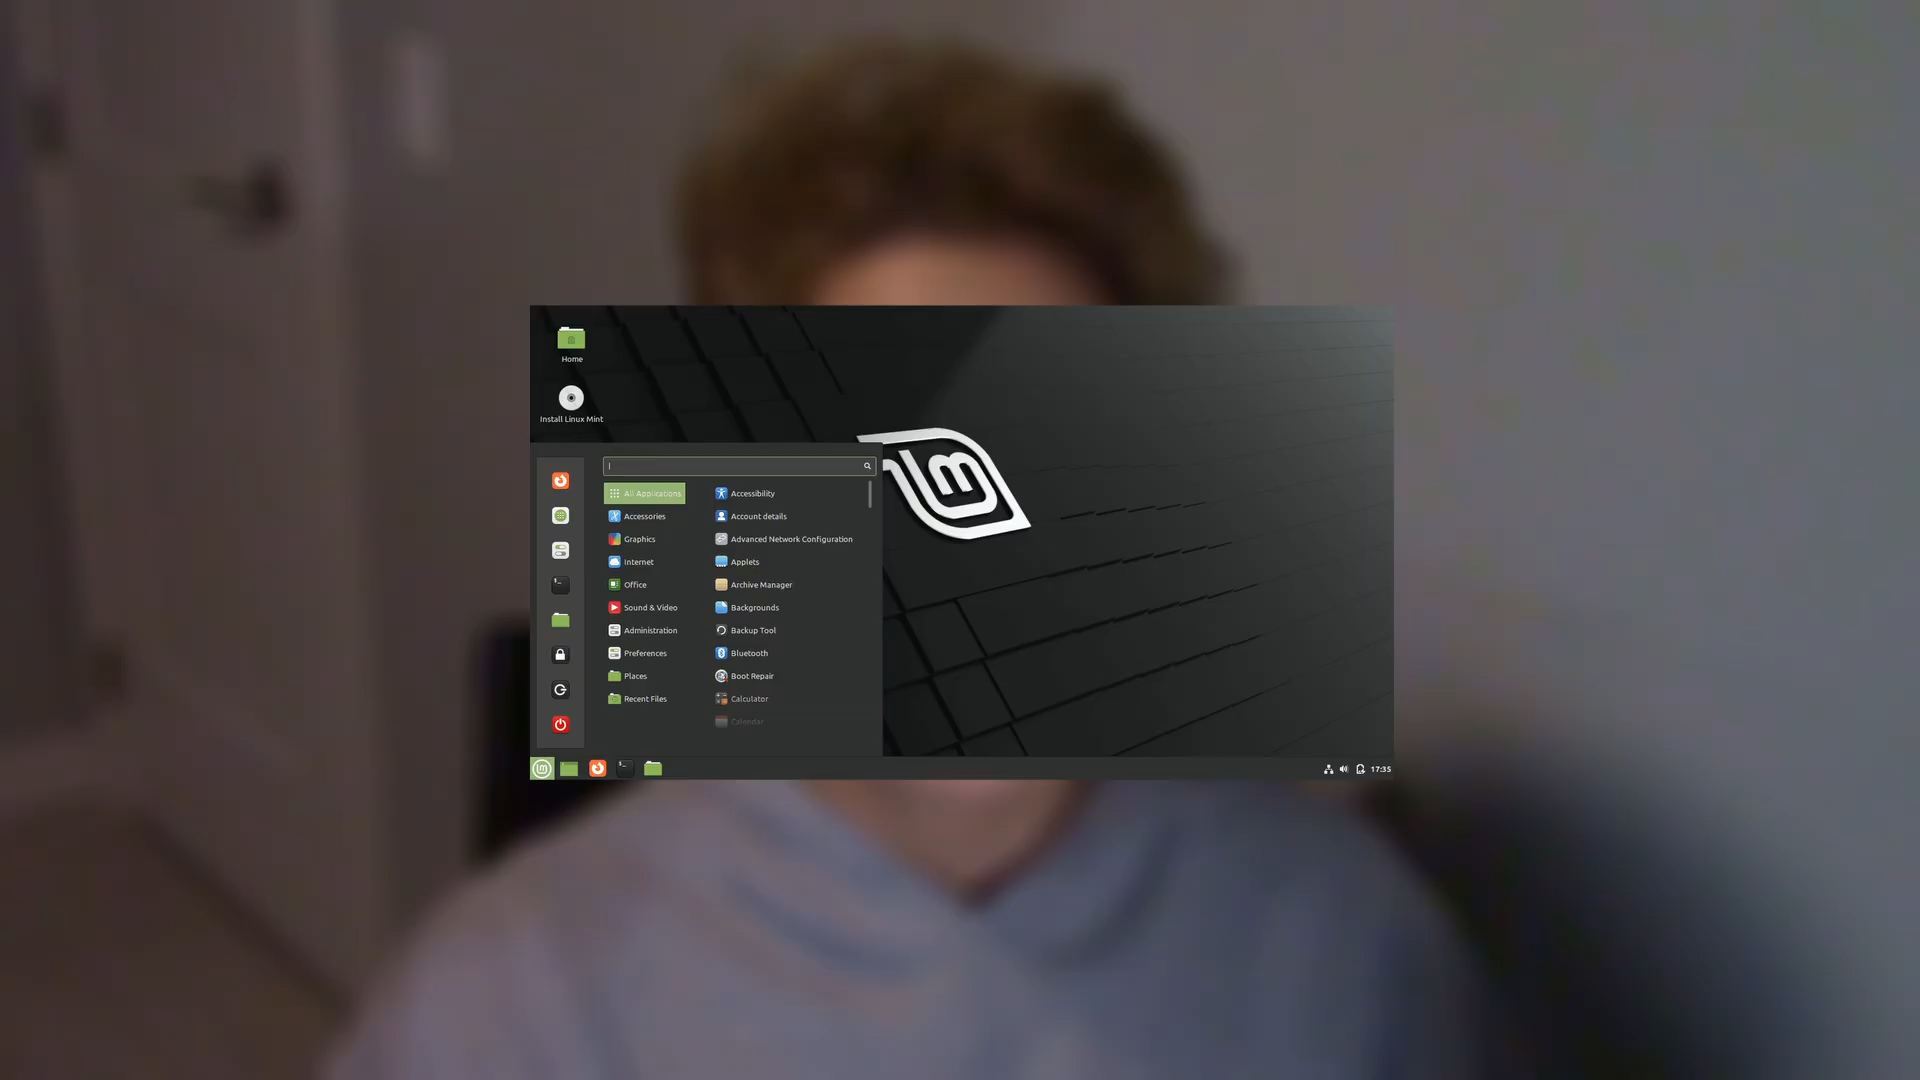 Home
Install Linux Mint
All Applications
Accessories
Graphics
Internet
Office
Sound & Video
Administration
Preferences
Places
Recent Files
Accessibility
Account details
Advanced Network Configuration
Applets
Archive Manager
Backgrounds
Backup Tool
Bluetooth
Boot Repair
Calculator
Calendar
17:35